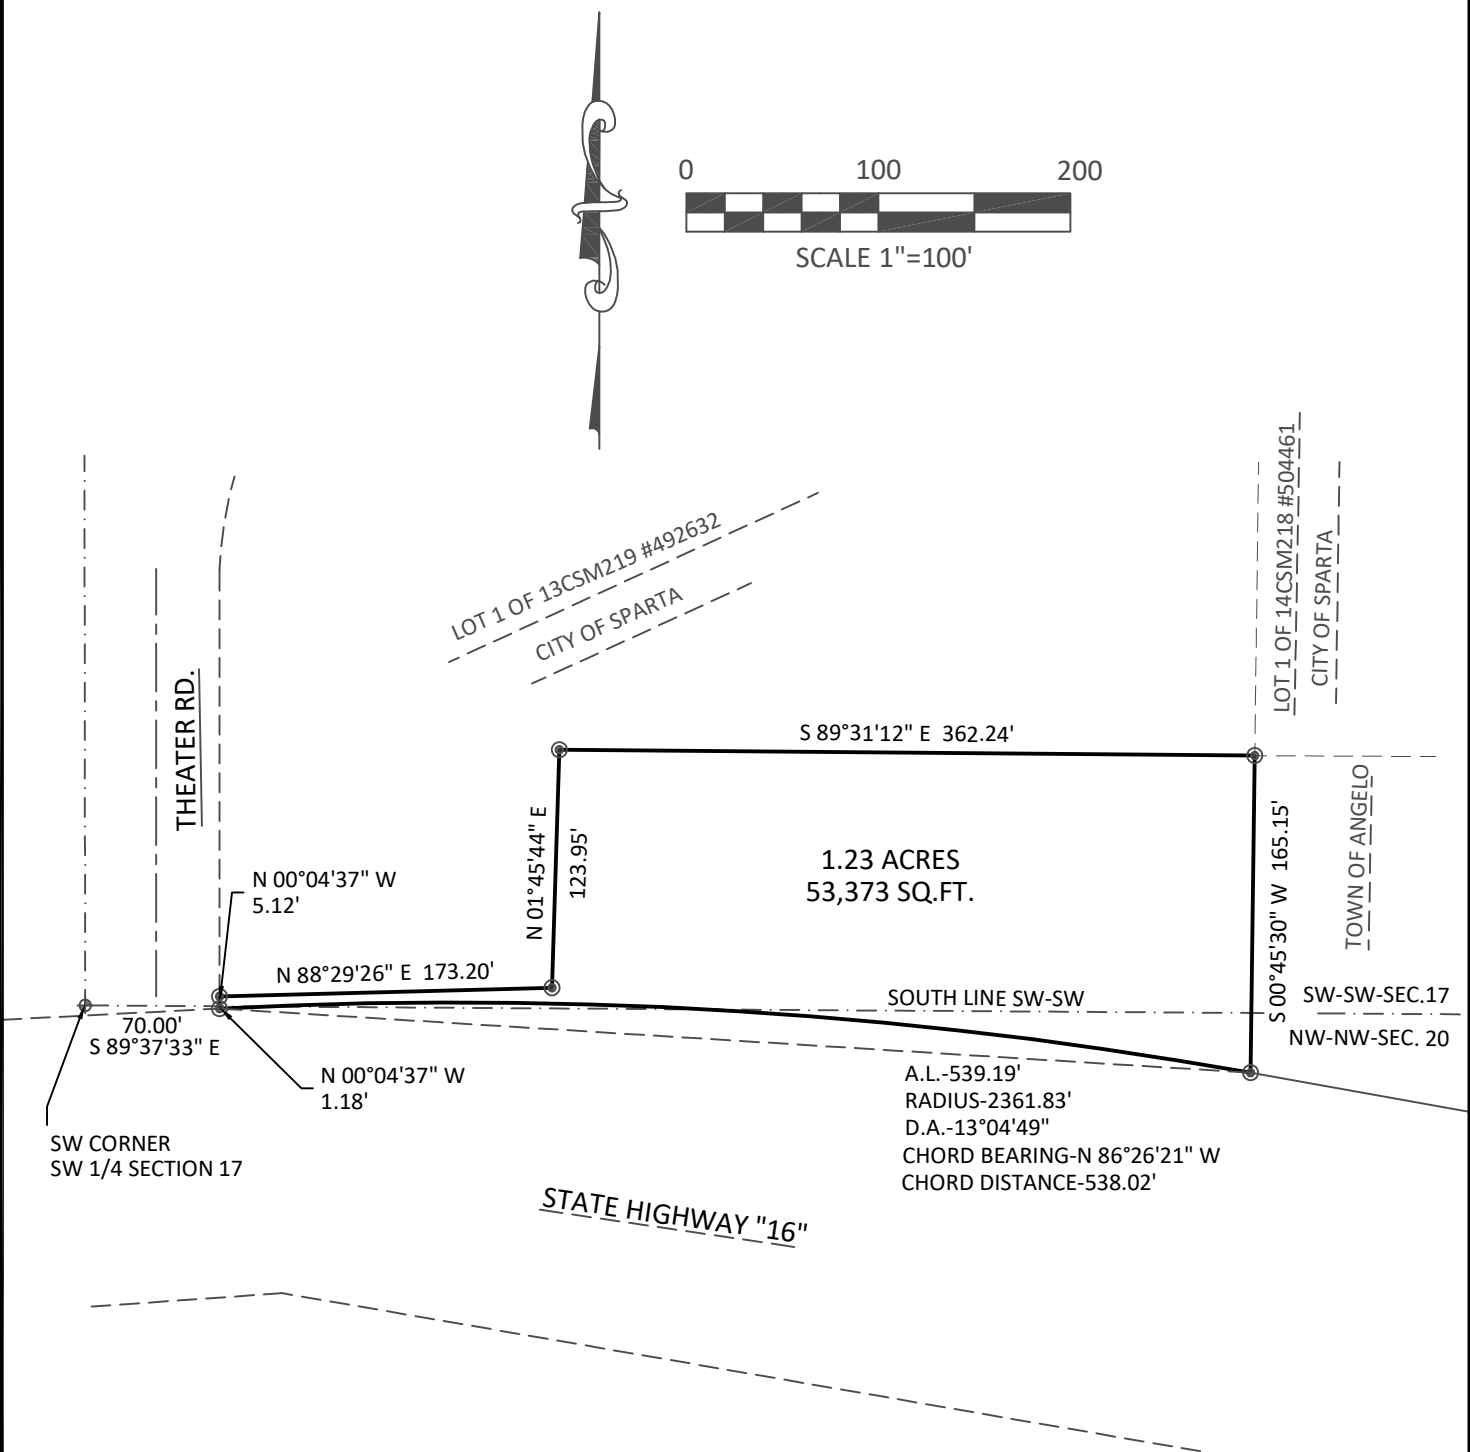 0 100 200
SCALE 1"=100'
LOT 1 OF 13CSM219 #492632
CITY OF SPARTA
LOT 1 OF 14CSM218 #504461
CITY OF SPARTA
THEATER RD.
S 89°31'12" E 362.24'
N 01°45'44" E
123.95'
1.23 ACRES
53,373 SQ.FT.
S 00°45'30" W 165.15'
TOWN OF ANGELO
N 00°04'37" W
5.12'
N 88°29'26" E 173.20'
SOUTH LINE SW-SW
SW-SW-SEC.17
NW-NW-SEC. 20
70.00'
S 89°37'33" E
N 00°04'37" W
1.18'
SW CORNER
SW 1/4 SECTION 17
A.L.-539.19'
RADIUS-2361.83'
D.A.-13°04'49"
CHORD BEARING-N 86°26'21" W
CHORD DISTANCE-538.02'
STATE HIGHWAY "16"